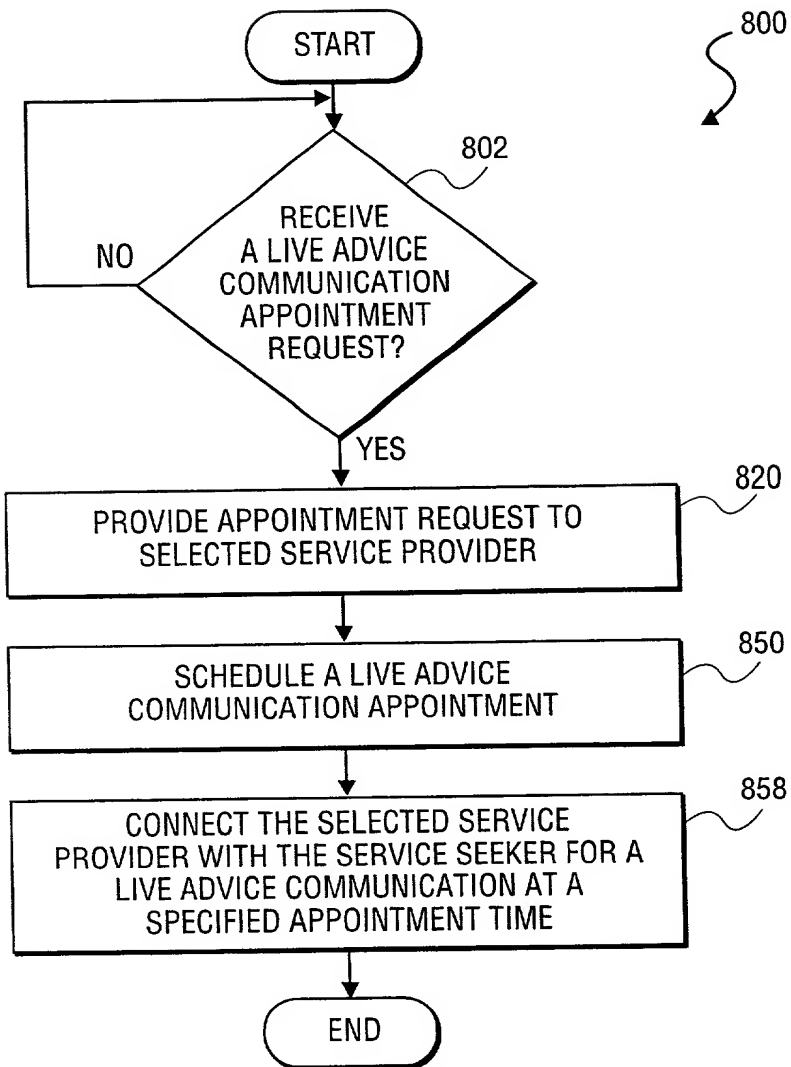 START
800
802
RECEIVE
A LIVE ADVICE
COMMUNICATION
APPOINTMENT
REQUEST?
NO
YES
820
PROVIDE APPOINTMENT REQUEST TO
SELECTED SERVICE PROVIDER
850
SCHEDULE A LIVE ADVICE
COMMUNICATION APPOINTMENT
858
CONNECT THE SELECTED SERVICE
PROVIDER WITH THE SERVICE SEEKER FOR A
LIVE ADVICE COMMUNICATION AT A
SPECIFIED APPOINTMENT TIME
END